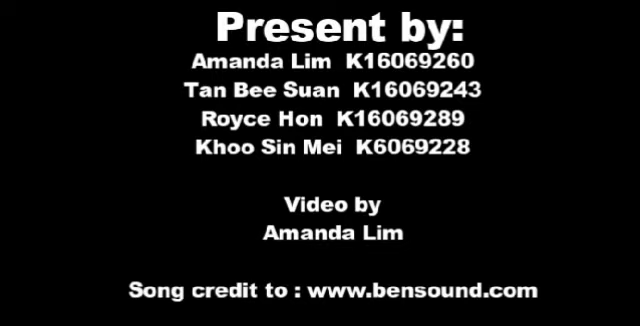 Present by:
Amanda Lim K16069260
Tan Bee Suan K16069243
Royce Hon K16069289
Khoo Sin Mei K6069228
Video by
Amanda Lim
Song credit to : www.bensound.com